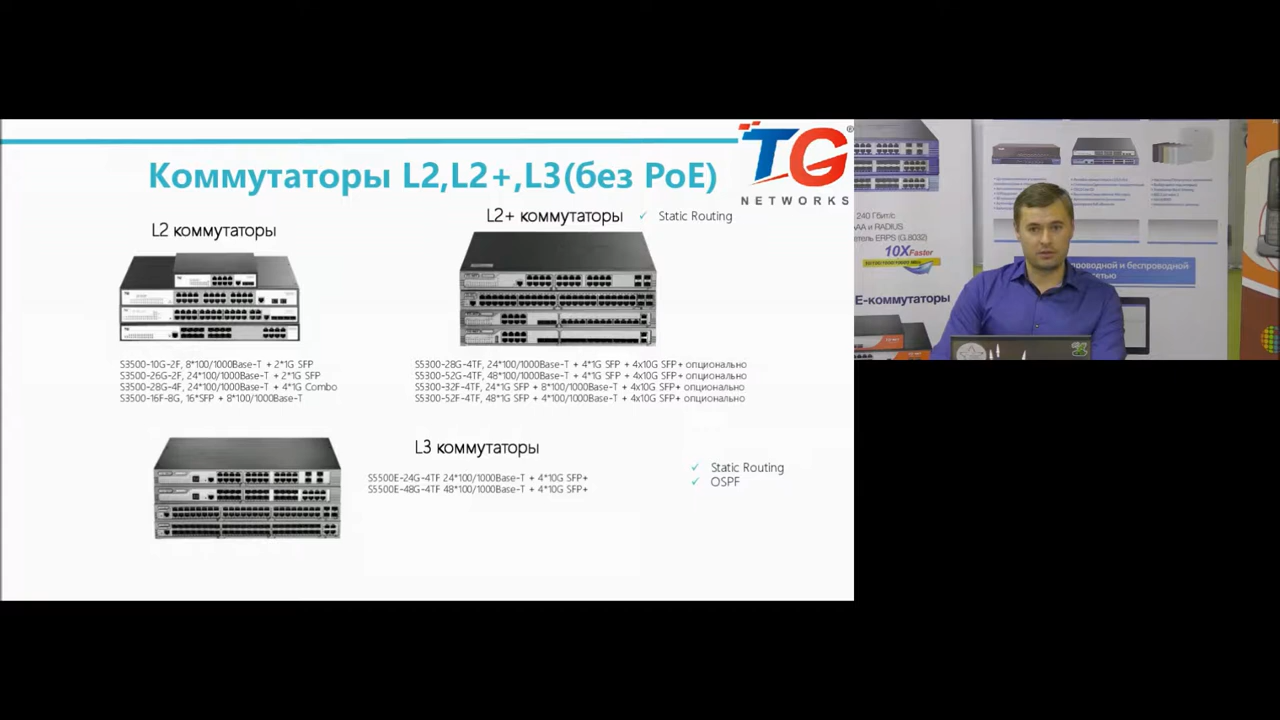 Коммутаторы L2,L2+,L3(без PoE)
TG
NETWORKS
L2 коммутаторы
L2+ коммутаторы
✓ Static Routing
S3500-10G-2F, 8*100/1000Base-T + 2*1G SFP
S3500-26G-2F, 24*100/1000Base-T + 2*1G SFP
S3500-28G-4F, 24*100/1000Base-T + 4*1G Combo
S3500-16F-8G, 16*SFP + 8*100/1000Base-T
S5300-28G-4TF, 24*100/1000Base-T + 4*1G SFP + 4x10G SFP+ опционально
S5300-52G-4TF, 48*100/1000Base-T + 4*1G SFP + 4x10G SFP+ опционально
S5300-32F-4TF, 24*1G SFP + 8*100/1000Base-T + 4x10G SFP+ опционально
S5300-52F-4TF, 48*1G SFP + 4*100/1000Base-T + 4x10G SFP+ опционально
L3 коммутаторы
S5500E-24G-4TF 24*100/1000Base-T + 4*10G SFP+
S5500E-48G-4TF 48*100/1000Base-T + 4*10G SFP+
✓ Static Routing
✓ OSPF
240 Гбит/с
AA и RADIUS
тель ERPS (G.8032)
10XFaster
E-коммутаторы
проводной и беспроводной
стью